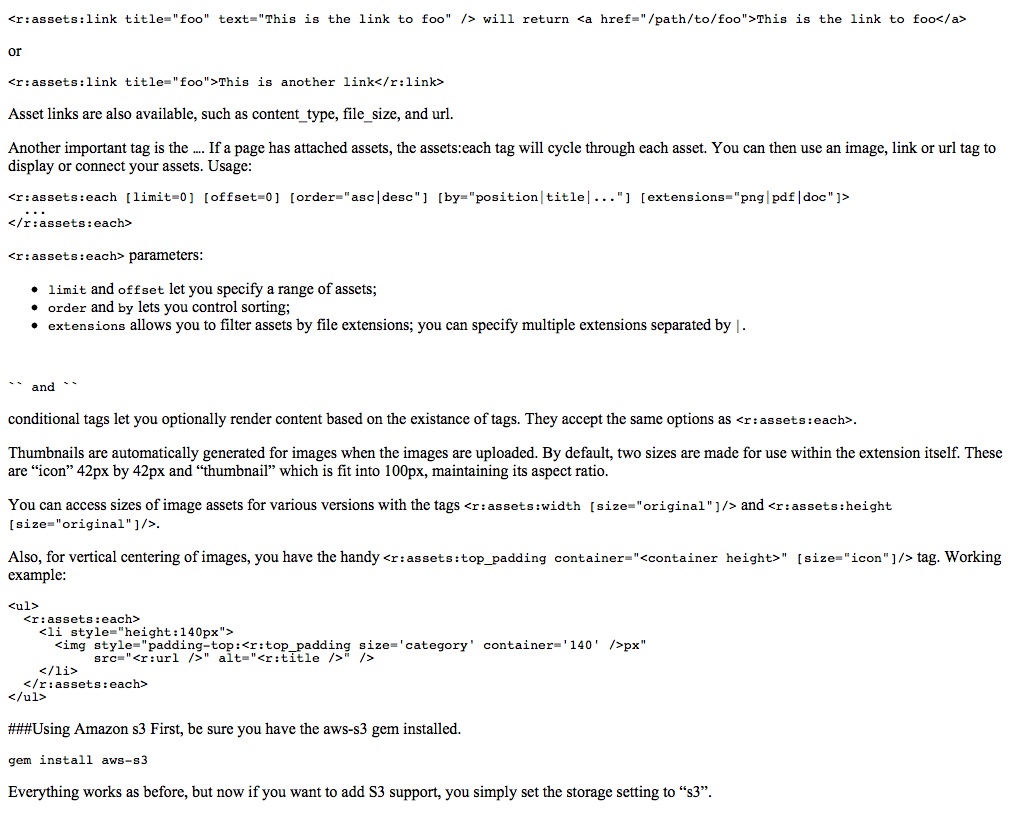 <r:assets:link title="foo" text="This is the link to foo" /> will return <a href="/path/to/foo">This is the link to foo</a>
or
<r:assets:link title="foo">This is another link</r:link>
Asset links are also available, such as content_type, file_size, and url.
Another important tag is the .... If a page has attached assets, the assets:each tag will cycle through each asset. You can then use an image, link or url tag to
display or connect your assets. Usage:
<r:assets:each [limit=0] [offset=0] [order="asc|desc"] [by="position|title|..."] [extensions="png|pdf|doc"]>
...
</r:assets:each>
<r:assets:each> parameters:
• limit and offset let you specify a range of assets;
• order and by lets you control sorting;
• extensions allows you to filter assets by file extensions; you can specify multiple extensions separated by |.
`` and ``
conditional tags let you optionally render content based on the existance of tags. They accept the same options as <r:assets:each>.
Thumbnails are automatically generated for images when the images are uploaded. By default, two sizes are made for use within the extension itself. These
are “icon” 42px by 42px and “thumbnail” which is fit into 100px, maintaining its aspect ratio.
You can access sizes of image assets for various versions with the tags <r:assets:width [size="original"]/> and <r:assets:height
[size="original"]/>.
Also, for vertical centering of images, you have the handy <r:assets:top_padding container="<container height>" [size="icon"]/> tag. Working
example:
<ul>
<r:assets:each>
<li style="height:140px">
<img style="padding-top:<r:top_padding size='category' container='140' />px"
src="<r:url />" alt="<r:title />" />
</li>
</r:assets:each>
</ul>
###Using Amazon s3 First, be sure you have the aws-s3 gem installed.
gem install aws-s3
Everything works as before, but now if you want to add S3 support, you simply set the storage setting to “s3”.